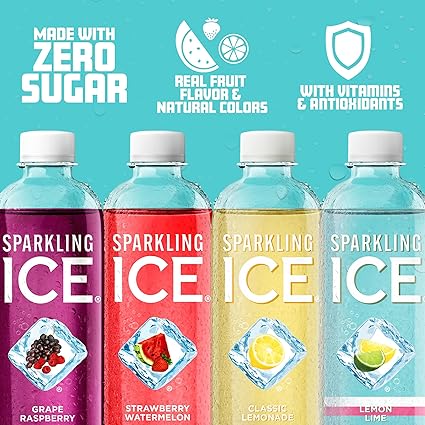 MADE WITH
ZERO
SUGAR
REAL FRUIT
FLAVOR &
NATURAL COLORS
WITH VITAMINS
& ANTIOXIDANTS
SPARKLING
ICE®
GRAPE
RASPBERRY
SPARKLING
ICE®
STRAWBERRY
WATERMELON
SPARKLING
ICE®
CLASSIC
LEMONADE
SPARKLING
ICE
LEMON
LIME